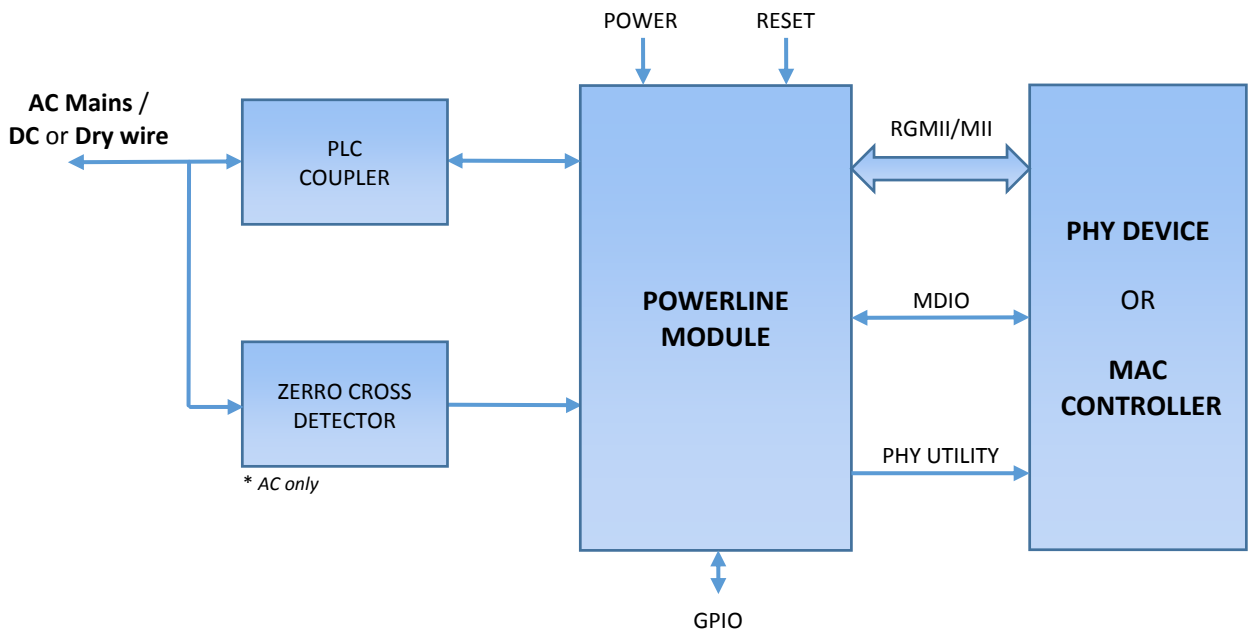 POWER
RESET
AC Mains /
DC or Dry wire
PLC
COUPLER
RGMII/MII
PHY DEVICE
OR
MAC
CONTROLLER
POWERLINE
MODULE
MDIO
ZERRO CROSS
DETECTOR
* AC only
PHY UTILITY
GPIO